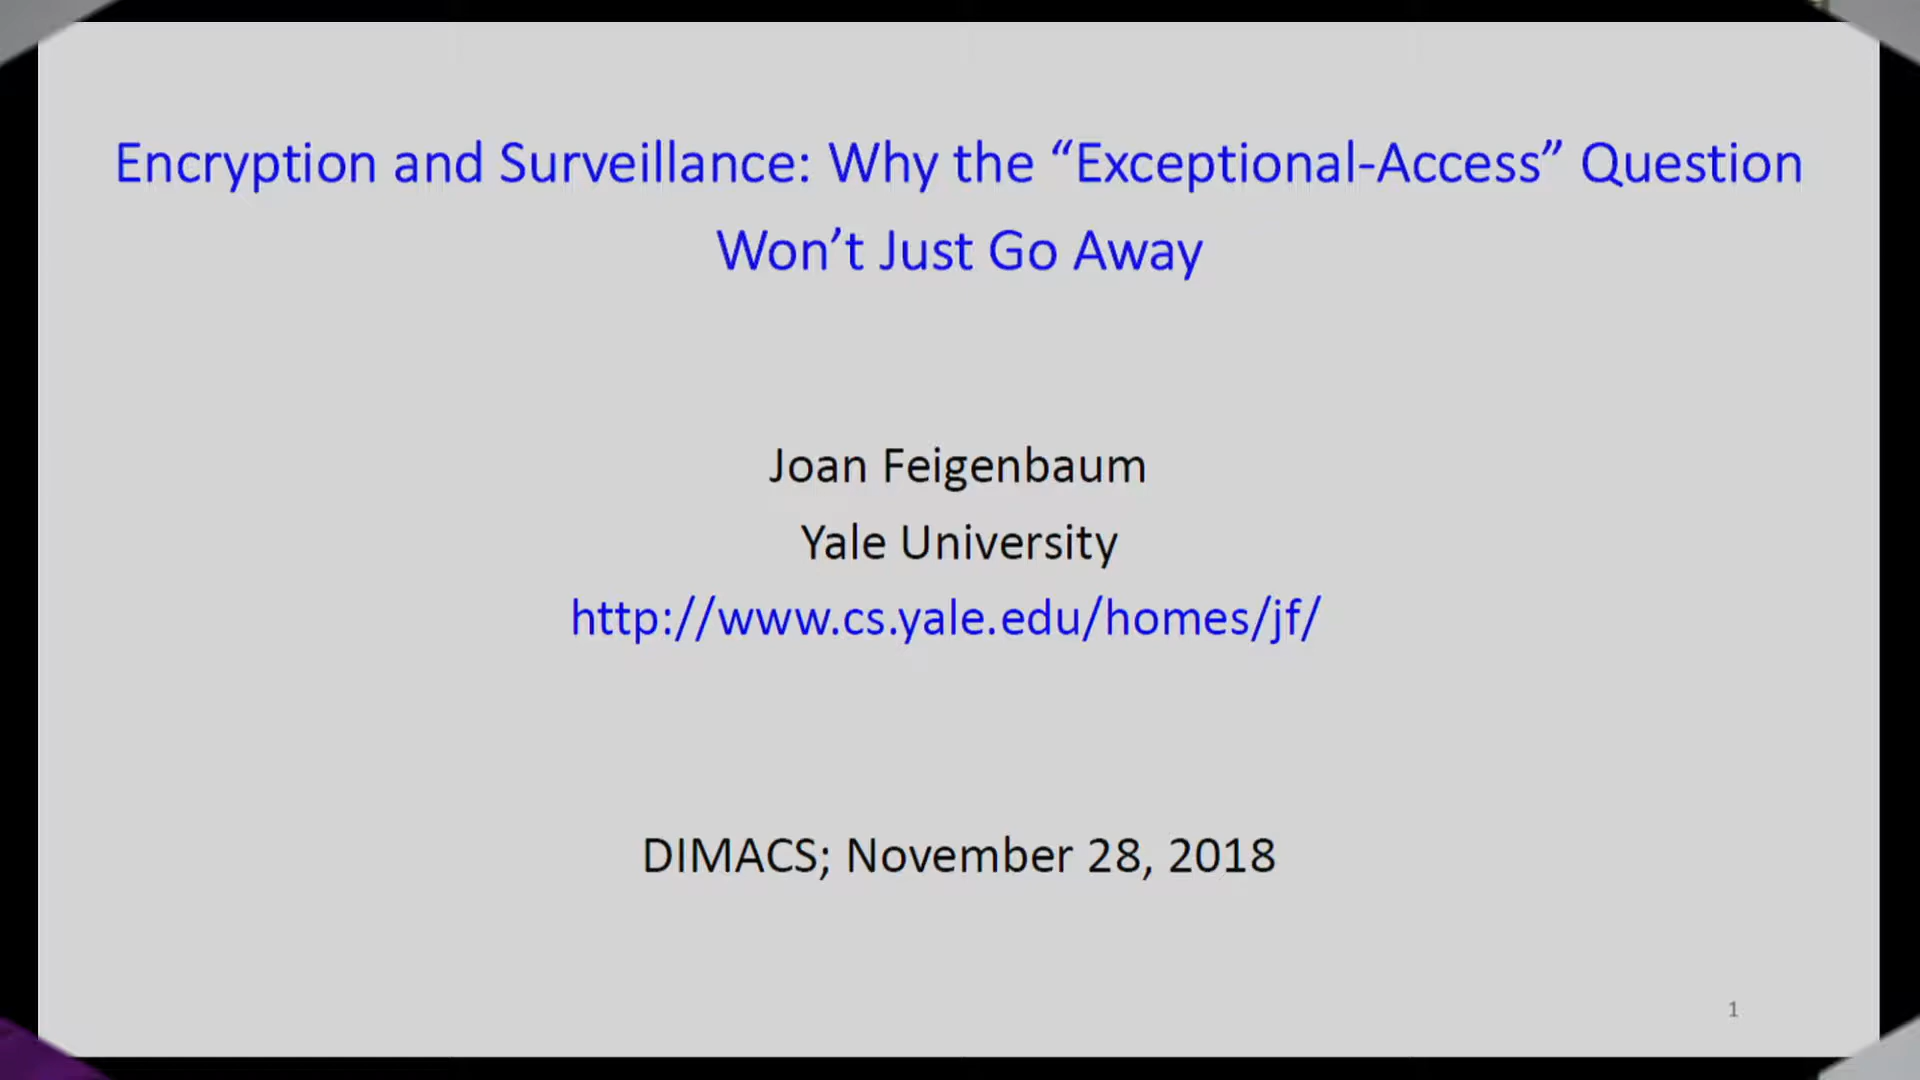 Encryption and Surveillance: Why the “Exceptional-Access” Question
Won’t Just Go Away
Joan Feigenbaum
Yale University
http://www.cs.yale.edu/homes/jf/
DIMACS; November 28, 2018
1